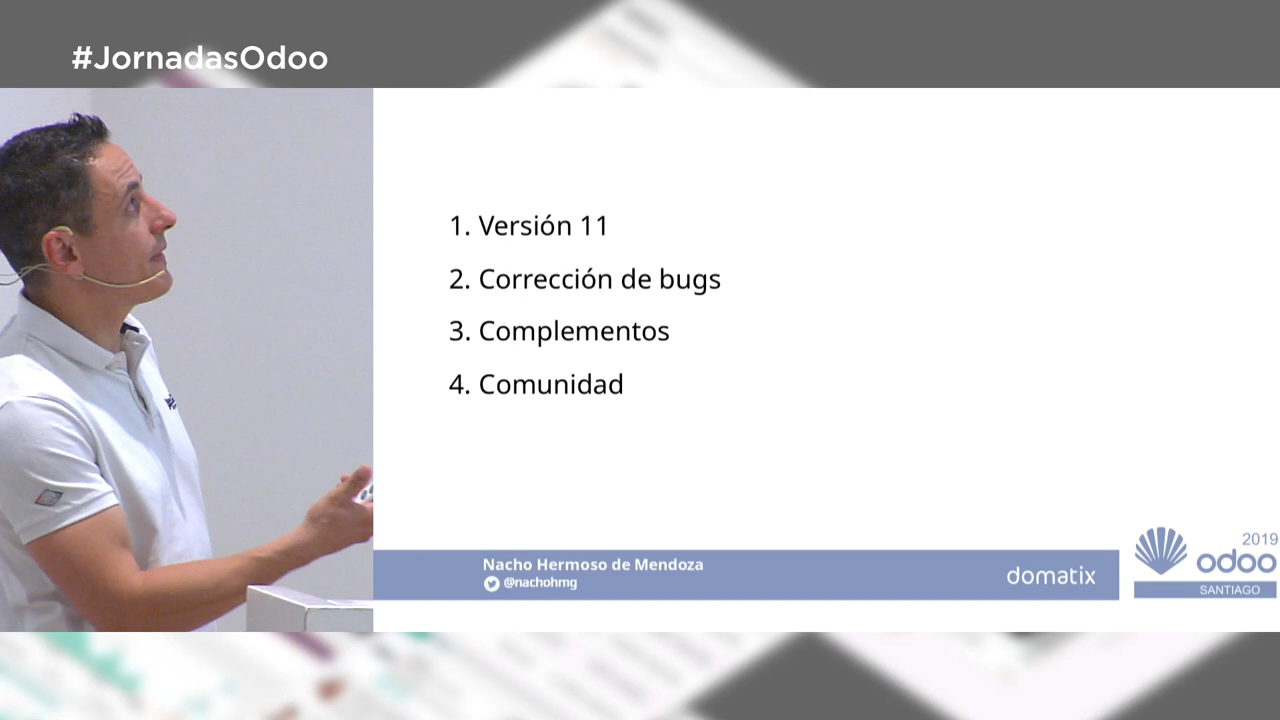 #JornadasOdoo
1. Versión 11
2. Corrección de bugs
3. Complementos
4. Comunidad
Nacho Hermoso de Mendoza
@nachohmg
domatix
2019
odoo
SANTIAGO